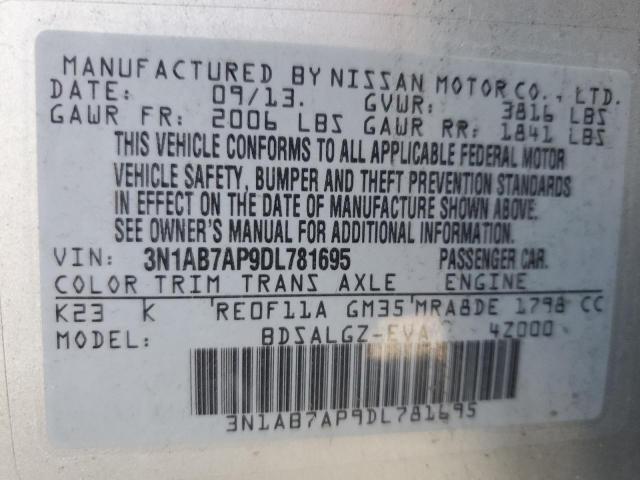 MANUFACTURED BY NISSAN MOTOR CO., LTD.
DATE: 09/13. GVWR: 3816 LBS
GAWR FR: 2006 LBS GAWR RR: 1841 LBS
THIS VEHICLE CONFORMS TO ALL APPLICABLE FEDERAL MOTOR
VEHICLE SAFETY, BUMPER AND THEFT PREVENTION STANDARDS
IN EFFECT ON THE DATE OF MANUFACTURE SHOWN ABOVE.
SEE OWNER'S MANUAL FOR ADDITIONAL INFORMATION.
VIN: 3N1AB7AP9DL781695 PASSENGER CAR.
COLOR TRIM TRANS AXLE ENGINE
K23 K RE0F11A GM35 MRA8DE 1798 CC
MODEL: BDSALGZ-EVA 4Z000
3N1AB7AP9DL781695